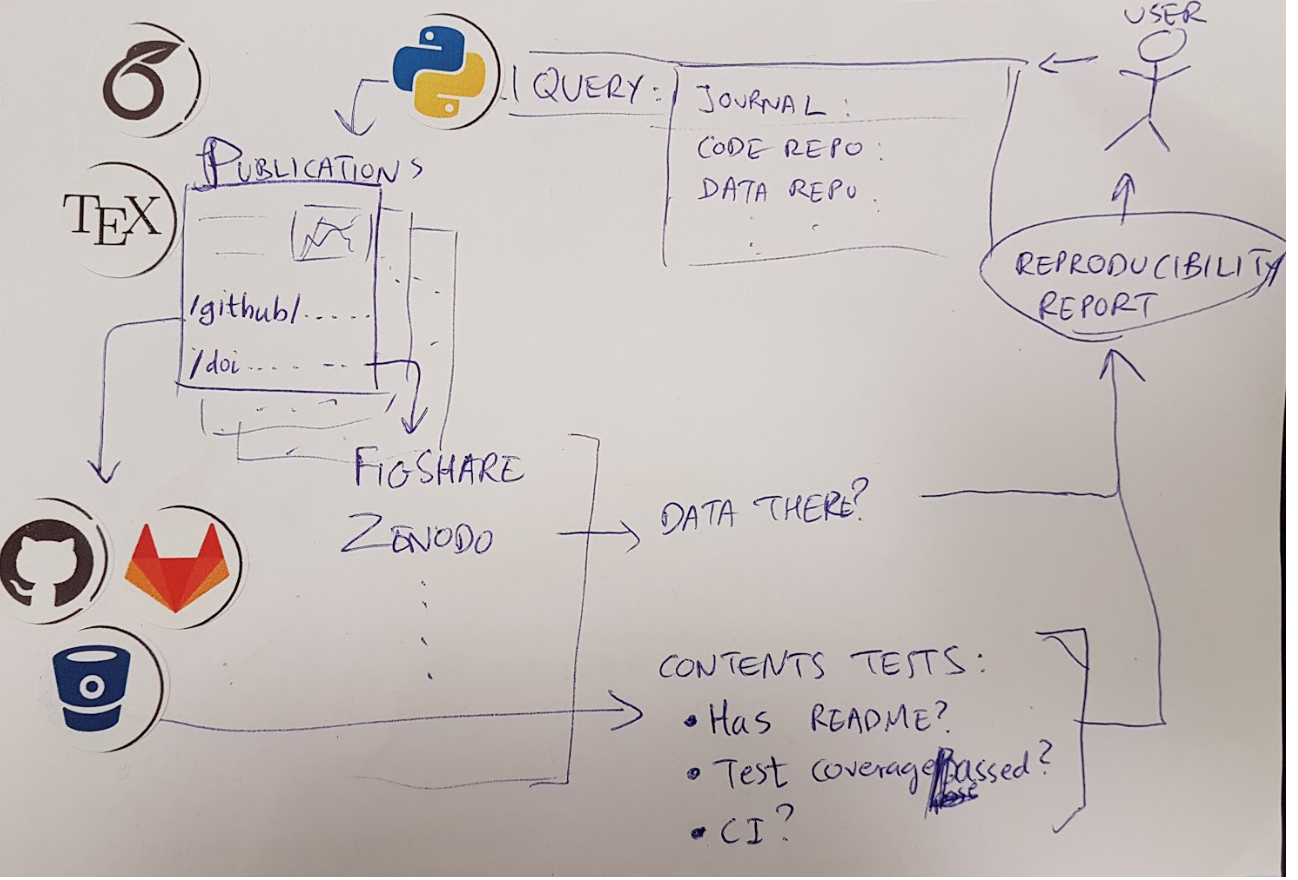 USER
QUERY:
JOURNAL:
CODE REPO:
DATA REPO
PUBLICATIONS
TEX
/github/......
/doi.... ...
FIGSHARE
ZENODO
REPRODUCIBILITY
REPORT
DATA THERE?
CONTENTS TESTS:
• Has README?
• Test coverage Passed?
• CI?